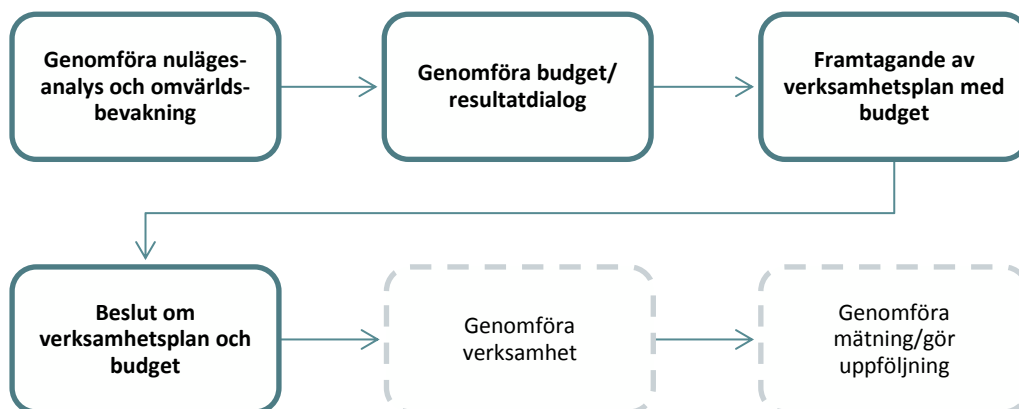 Genomföra nuläges-
analys och omvärlds-
bevakning
Genomföra budget/
resultatdialog
Framtagande av
verksamhetsplan med
budget
Beslut om
verksamhetsplan och
budget
Genomföra
verksamhet
Genomföra
mätning/gör
uppföljning